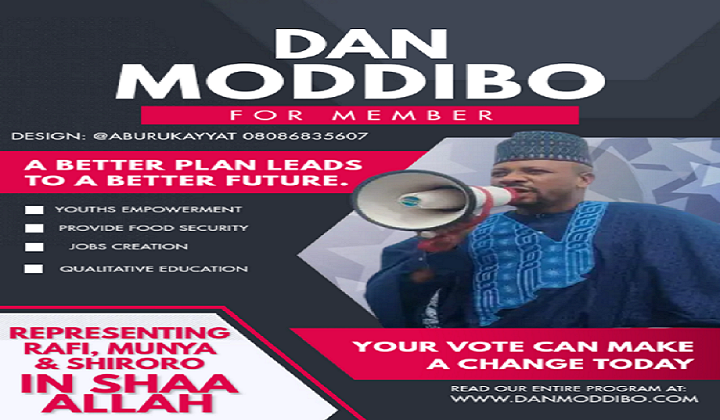 DAN
MODDIBO
FOR MEMBER
DESIGN: @ABURUKAYYAT 08086835607
A BETTER PLAN LEADS
TO A BETTER FUTURE.
YOUTHS EMPOWERMENT
PROVIDE FOOD SECURITY
JOBS CREATION
QUALITATIVE EDUCATION
REPRESENTING
RAFI, MUNYA
& SHIRORO
IN SHAA
ALLAH
YOUR VOTE CAN MAKE
A CHANGE TODAY
READ OUR ENTIRE PROGRAM AT:
WWW.DANMODDIBO.COM